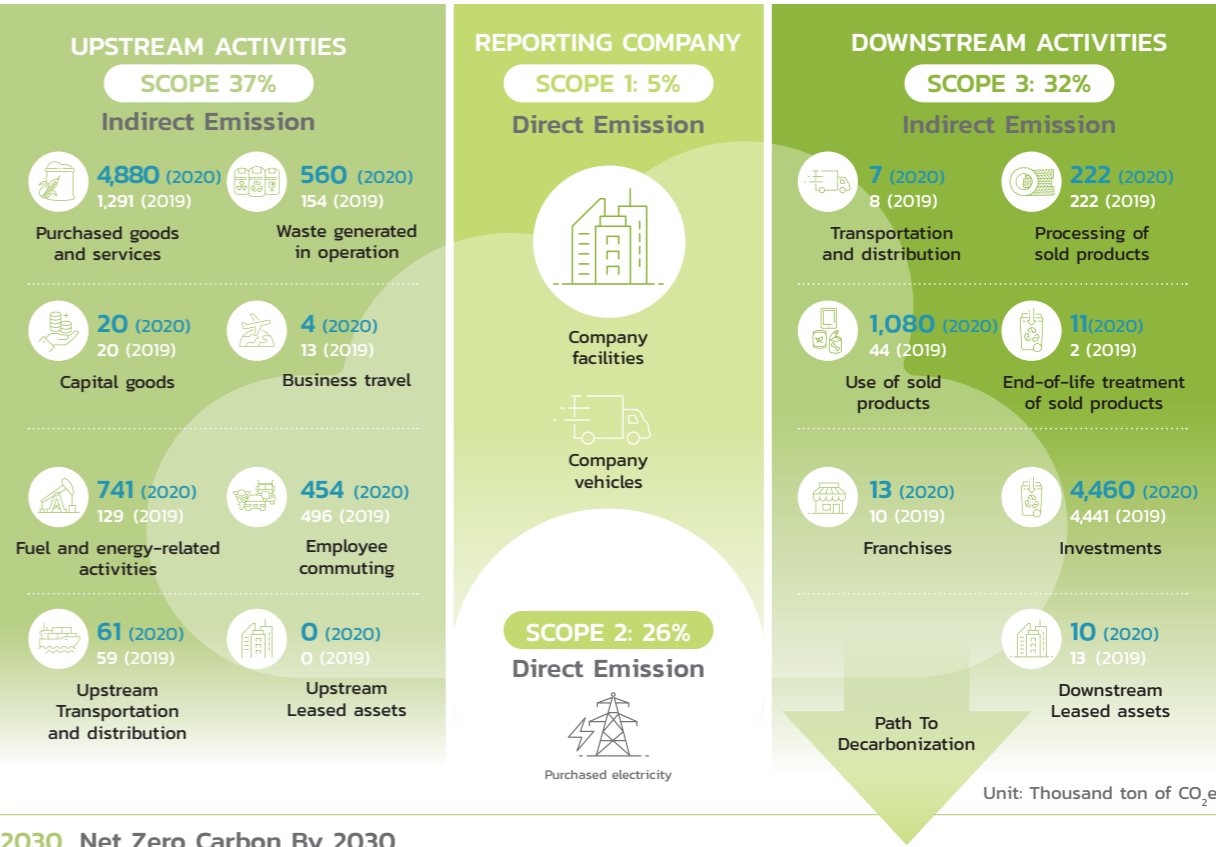 UPSTREAM ACTIVITIES
SCOPE 37%
Indirect Emission
4,880 (2020)
1,291 (2019)
Purchased goods
and services
560 (2020)
154 (2019)
Waste generated
in operation
20 (2020)
20 (2019)
Capital goods
4 (2020)
13 (2019)
Business travel
741 (2020)
129 (2019)
Fuel and energy-related
activities
454 (2020)
496 (2019)
Employee
commuting
61 (2020)
59 (2019)
Upstream
Transportation
and distribution
0 (2020)
0 (2019)
Upstream
Leased assets
REPORTING COMPANY
SCOPE 1: 5%
Direct Emission
Company
facilities
Company
vehicles
SCOPE 2: 26%
Direct Emission
Purchased electricity
DOWNSTREAM ACTIVITIES
SCOPE 3: 32%
Indirect Emission
7 (2020)
8 (2019)
Transportation
and distribution
222 (2020)
222 (2019)
Processing of
sold products
1,080 (2020)
44 (2019)
Use of sold
products
11(2020)
2 (2019)
End-of-life treatment
of sold products
13 (2020)
10 (2019)
Franchises
4,460 (2020)
4,441 (2019)
Investments
10 (2020)
13 (2019)
Downstream
Leased assets
Path To
Decarbonization
Unit: Thousand ton of CO₂e
2030 Net Zero Carbon By 2030